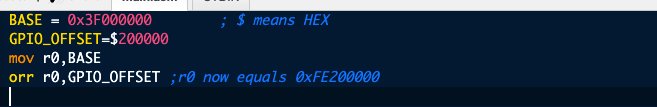 BASE = 0x3F000000 ; $ means HEX
GPIO_OFFSET=$200000
mov r0,BASE
orr r0,GPIO_OFFSET ;r0 now equals 0xFE200000